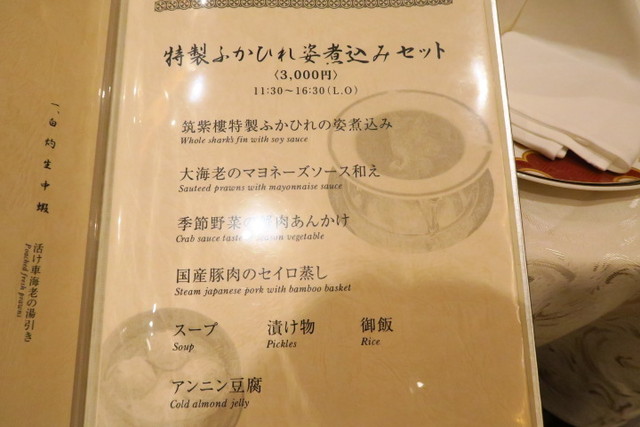 特製ふかひれ姿煮込みセット
〈3,000円〉
11:30～16:30(L.O)
筑紫樓特製ふかひれの姿煮込み
Whole shark's fin with soy sauce
大海老のマヨネーズソース和え
Sauteed prawns with mayonnaise sauce
季節野菜の 肉あんかけ
Crab sauce taste vegetable
国産豚肉のセイロ蒸し
Steam japanese pork with bamboo basket
スープ 漬け物 御飯
Soup Pickles Rice
アンニン豆腐
Cold almond jelly
一、白灼生中蝦
活け車海老の湯引き
Poached fresh prawns